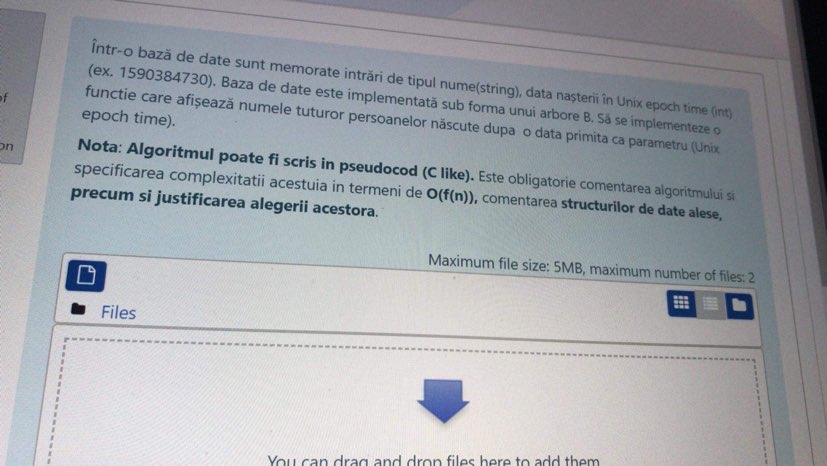 Într-o bază de date sunt memorate intrări de tipul nume(string), data nașterii în Unix epoch time (int)
(ex. 1590384730). Baza de date este implementată sub forma unui arbore B. Să se implementeze o
functie care afișează numele tuturor persoanelor născute dupa o data primita ca parametru (Unix
epoch time).
Nota: Algoritmul poate fi scris in pseudocod (C like). Este obligatorie comentarea algoritmului si
specificarea complexitatii acestuia in termeni de O(f(n)), comentarea structurilor de date alese,
precum si justificarea alegerii acestora.
Maximum file size: 5MB, maximum number of files: 2
Files
You can drag and drop files here to add them.
of
on